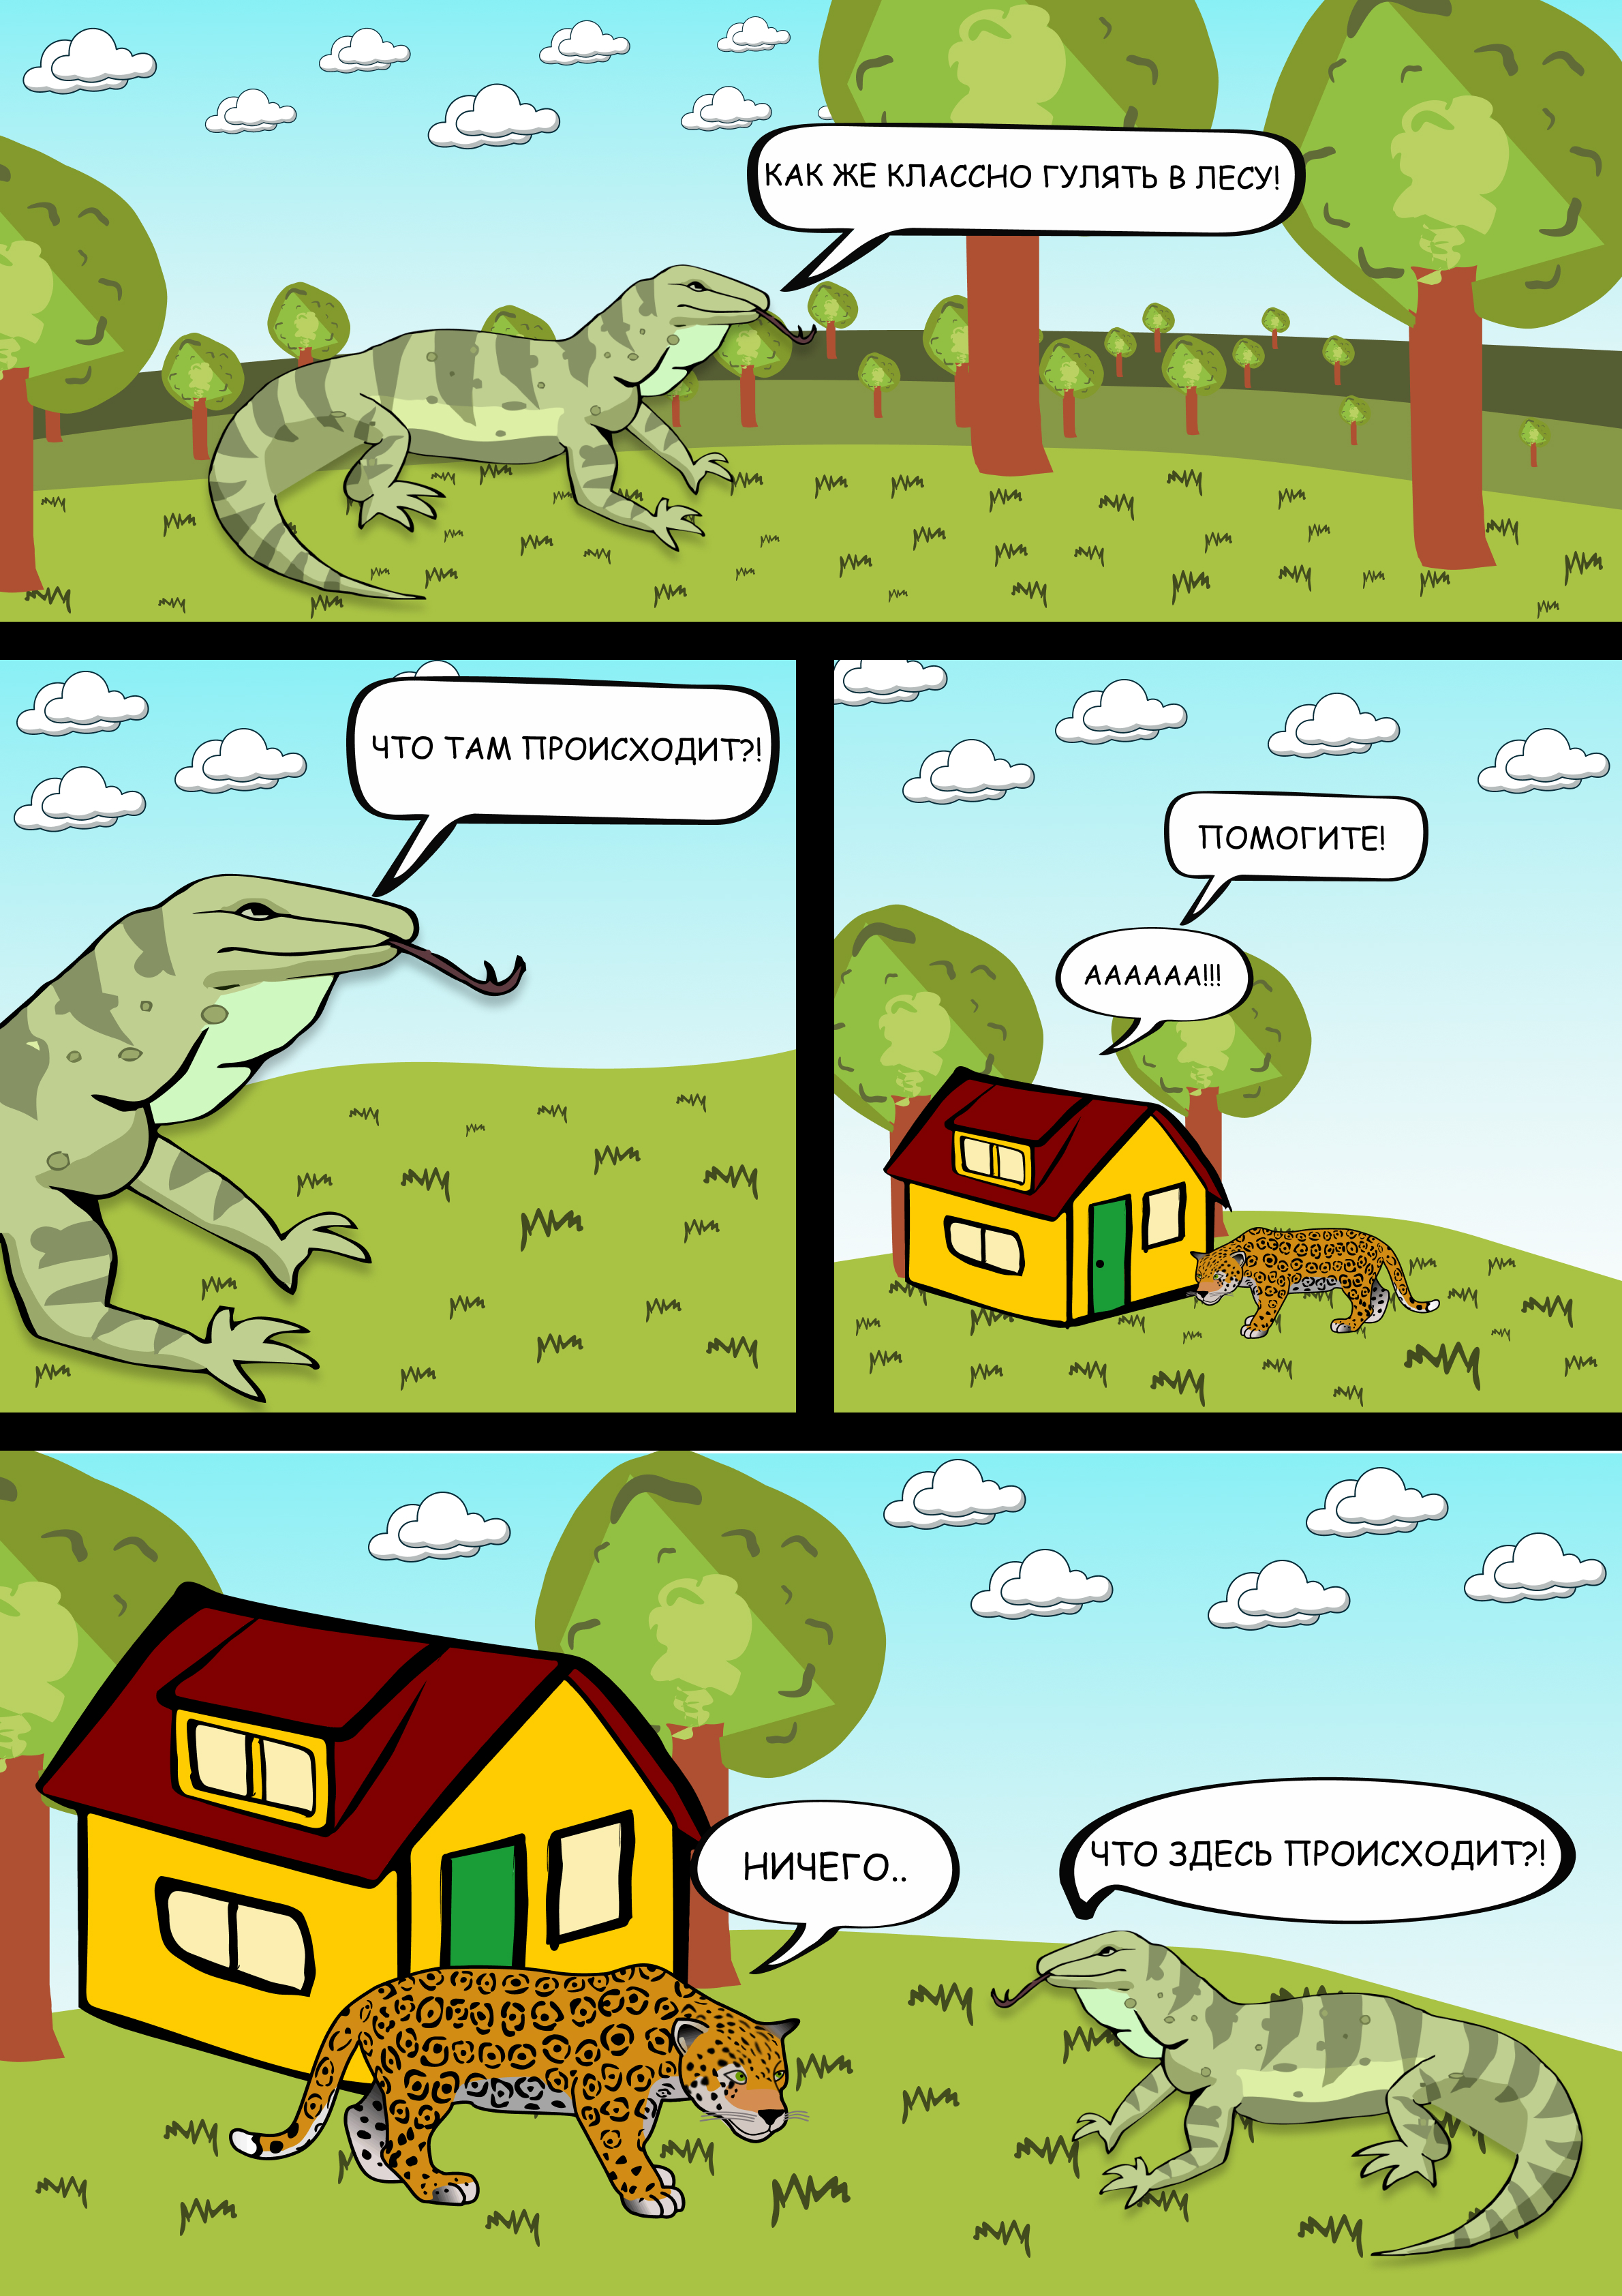 КАК ЖЕ КЛАССНО ГУЛЯТЬ В ЛЕСУ!
ЧТО ТАМ ПРОИСХОДИТ?!
ПОМОГИТЕ!
АААААА!!!
НИЧЕГО..
ЧТО ЗДЕСЬ ПРОИСХОДИТ?!